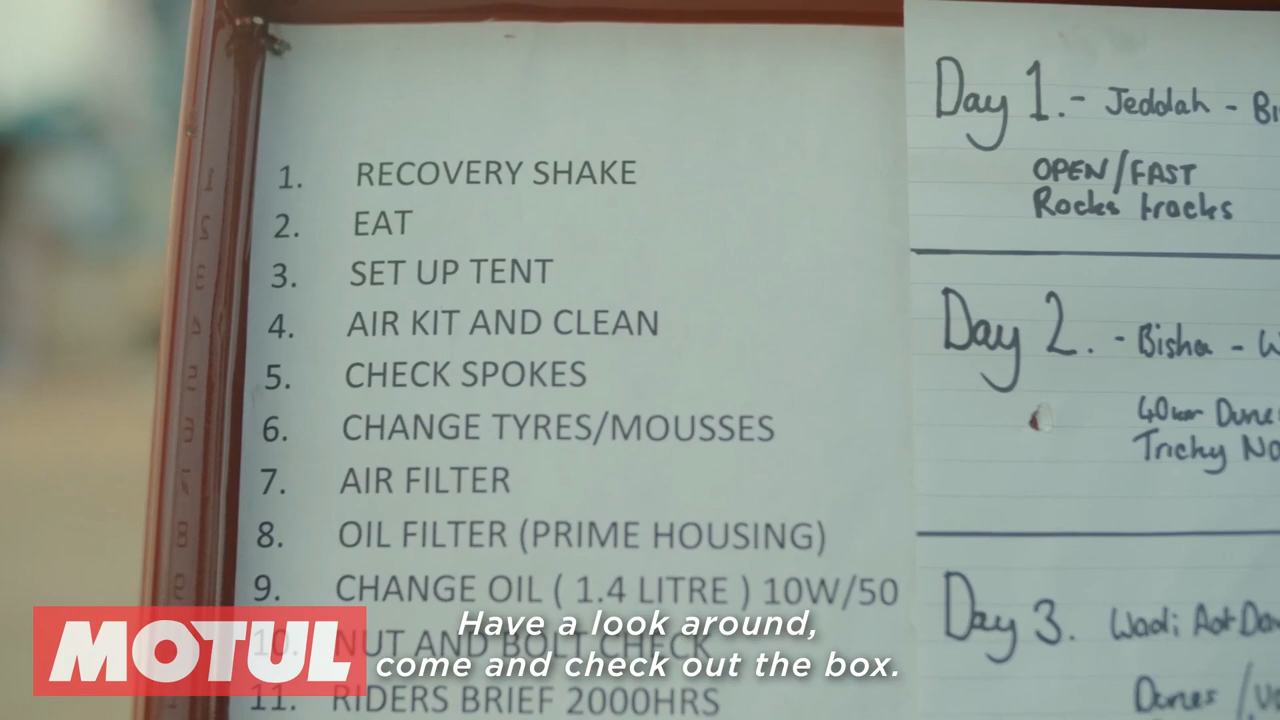 1. RECOVERY SHAKE
2. EAT
3. SET UP TENT
4. AIR KIT AND CLEAN
5. CHECK SPOKES
6. CHANGE TYRES/MOUSSES
7. AIR FILTER
8. OIL FILTER (PRIME HOUSING)
9. CHANGE OIL ( 1.4 LITRE ) 10W/50
10. NUT AND BOLT CHECK
11. RIDERS BRIEF 2000HRS
Day 1. - Jeddah -
OPEN/FAST
Rocks tracks
Day 2. - Bisha -
40km
Tricky
Day 3. Wadi
Dunes /
MOTUL
Have a look around,
come and check out the box.